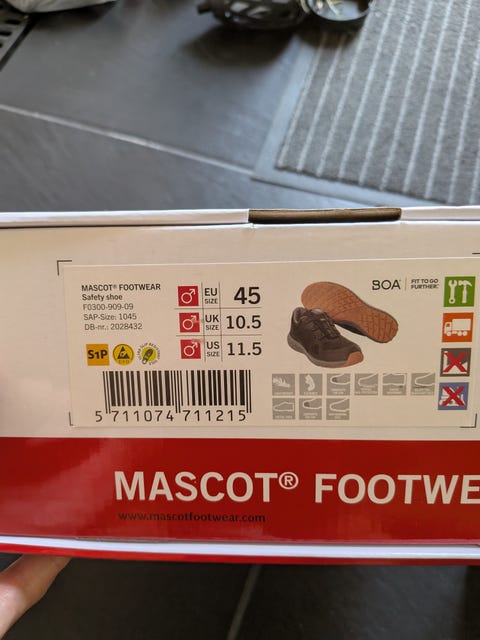 MASCOT® FOOTWEAR
Safety shoe
F0300-909-09
SAP-Size: 1045
DB-nr.: 2028432
EU SIZE 45
UK SIZE 10.5
US SIZE 11.5
BOA® FIT TO GO FURTHER.™
S1P
ESD
5 711074 711215
MASCOT® FOOTWE
www.mascotfootwear.com